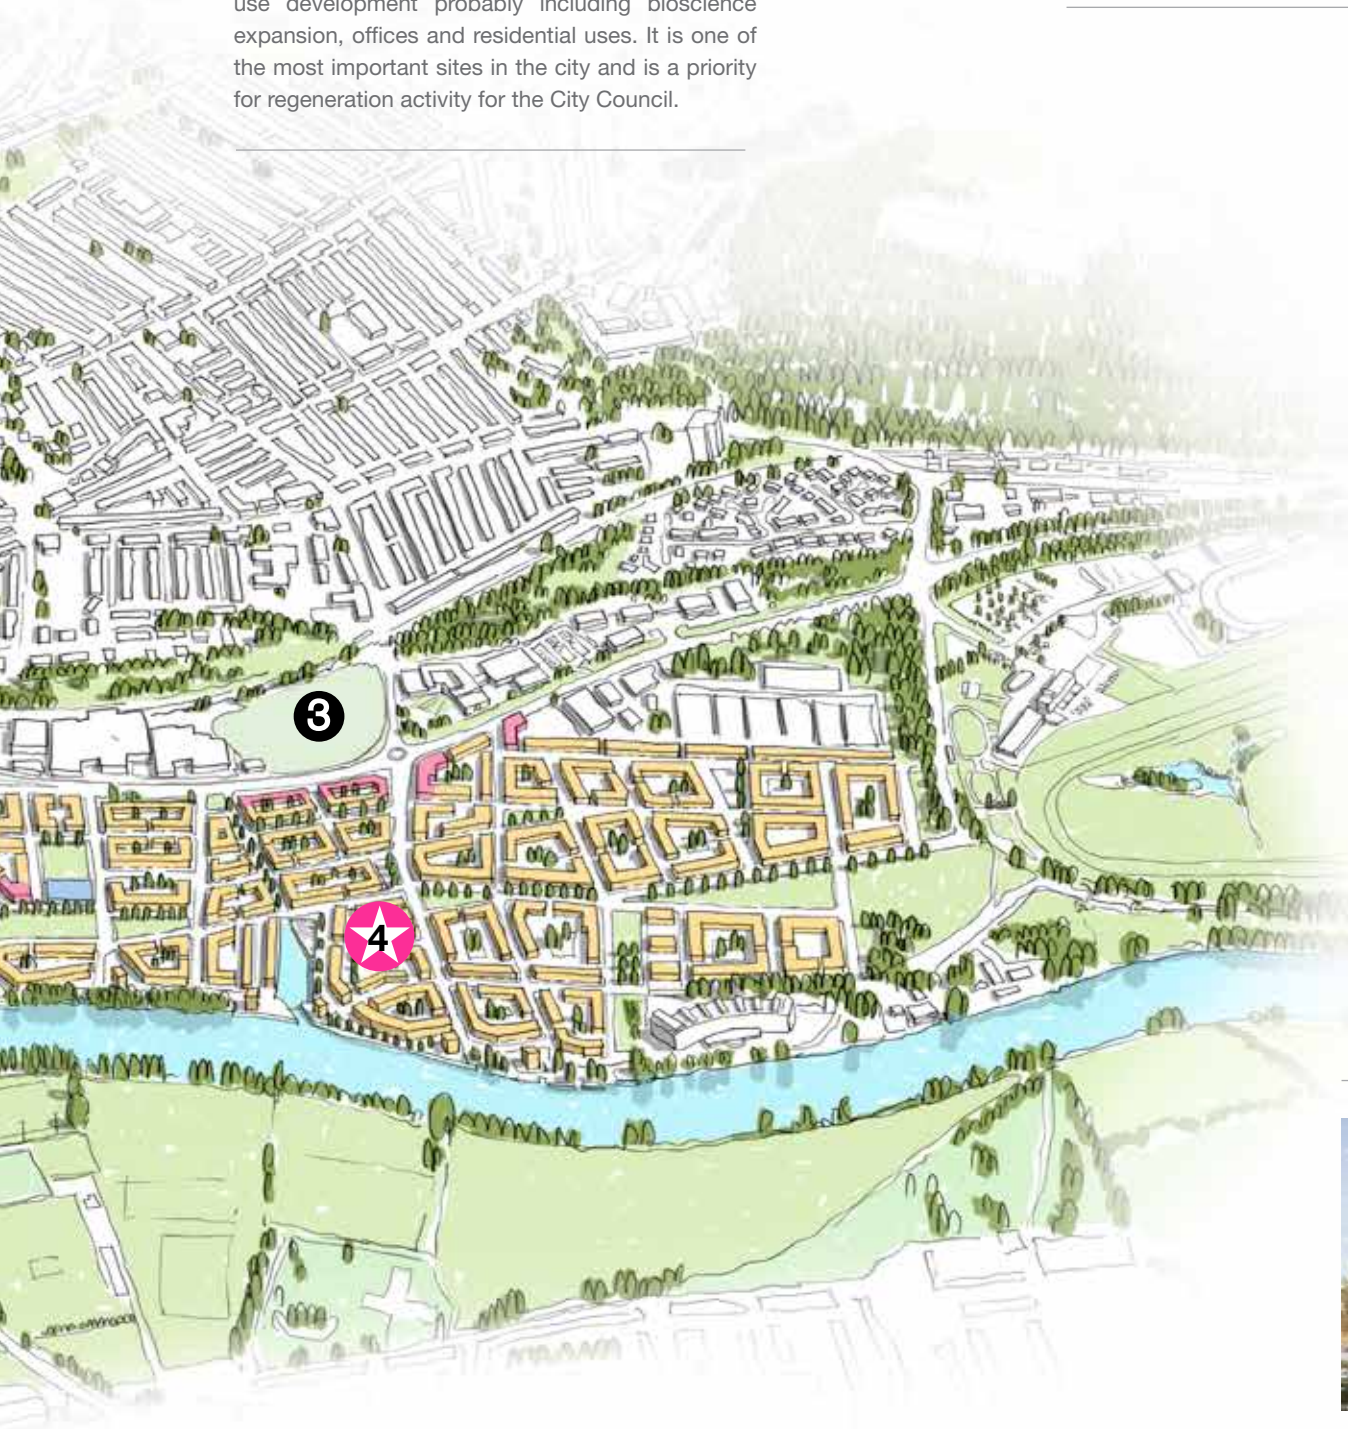 use development probably including bioscience
expansion, offices and residential uses. It is one of
the most important sites in the city and is a priority
for regeneration activity for the City Council.
3
4